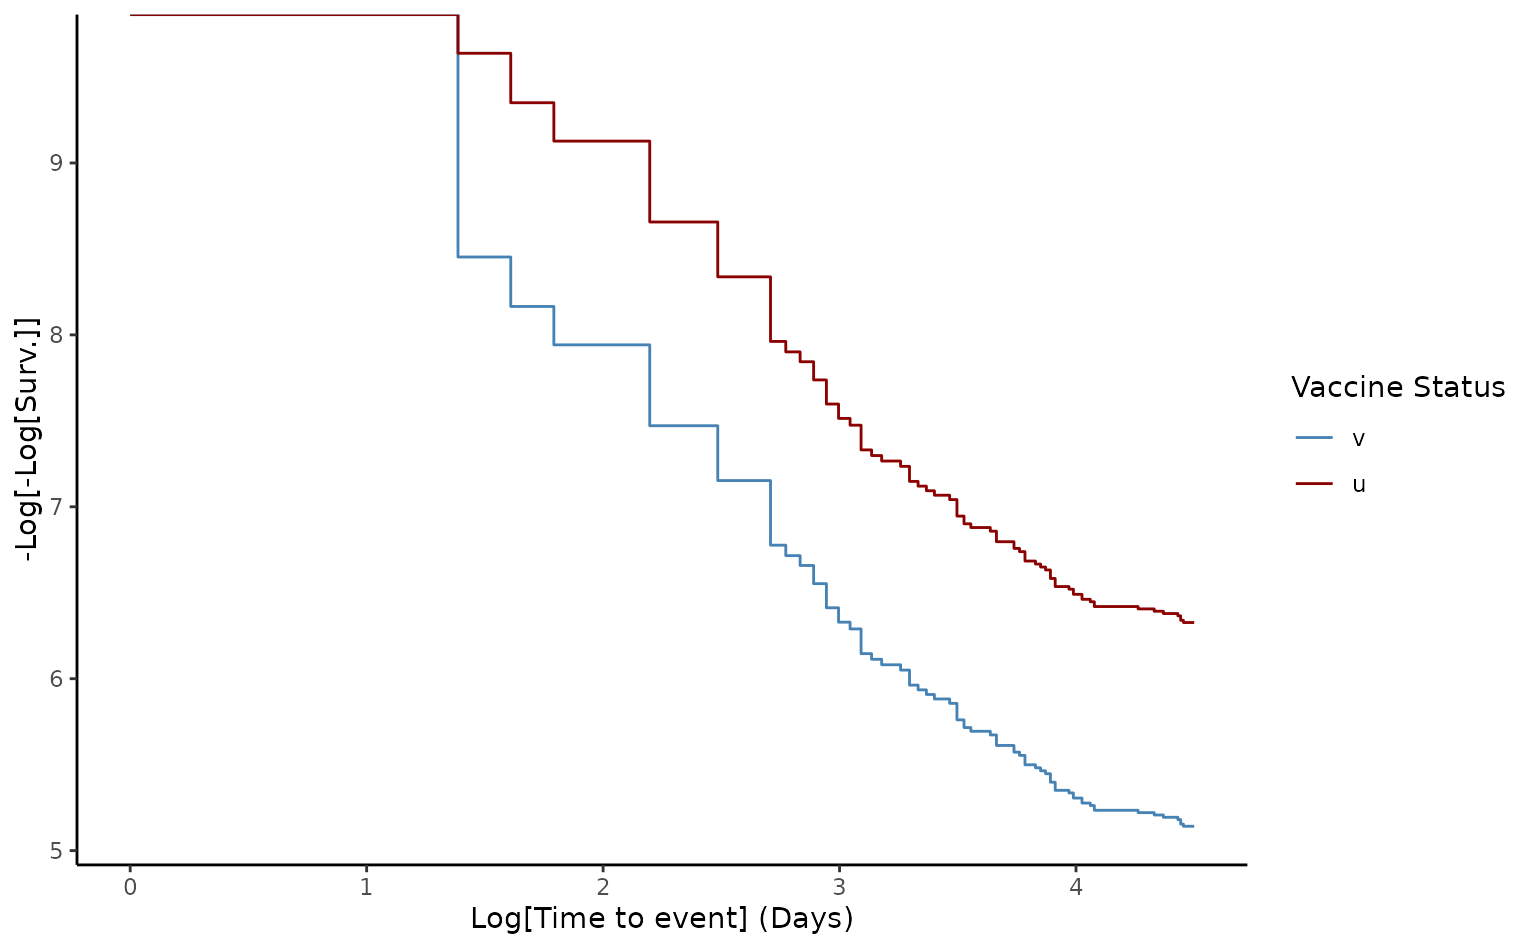 9
8
7
6
5
-Log[-Log[Surv.]]
0 1 2 3 4
Log[Time to event] (Days)
Vaccine Status
v
u